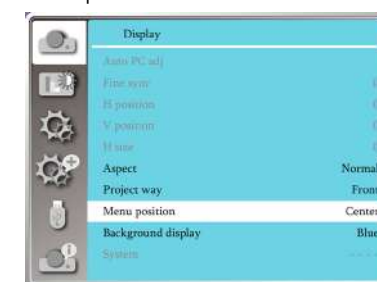 Display
Auto PC adj
Fine sync
H position
V position
H size
Aspect Normal
Project way Front
Menu position Center
Background display Blue
System - - - -